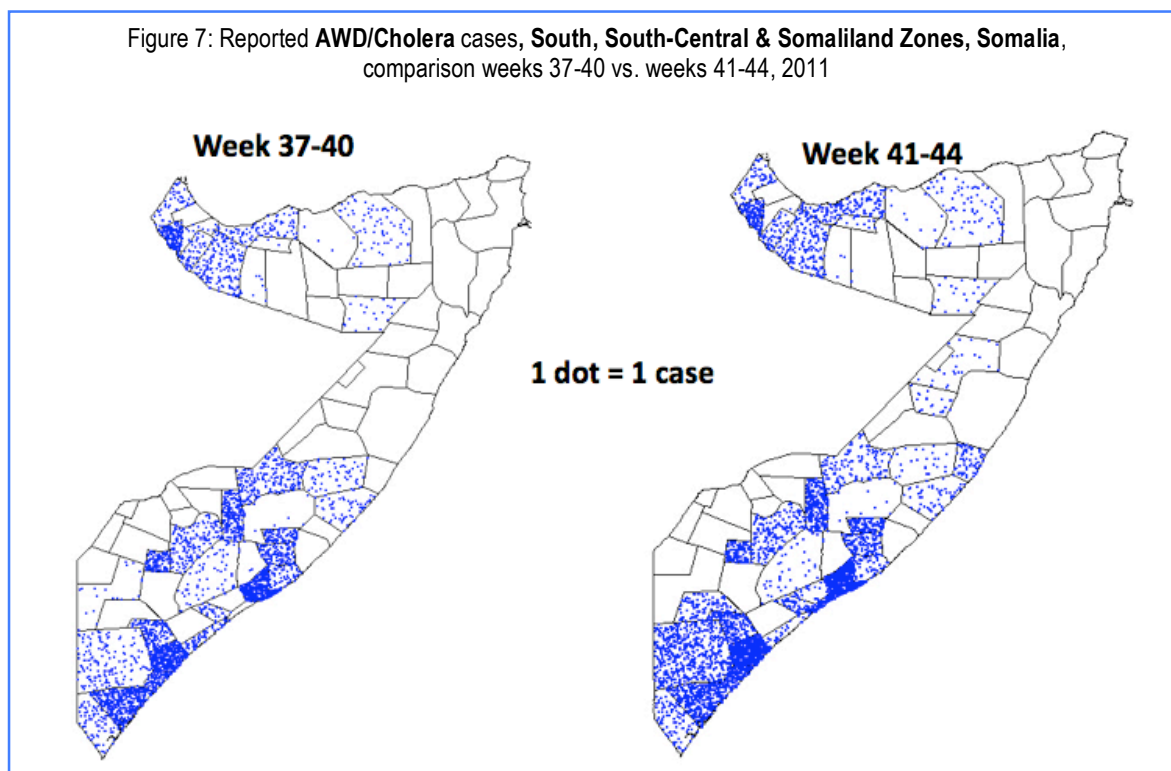 Figure 7: Reported AWD/Cholera cases, South, South-Central & Somaliland Zones, Somalia,
comparison weeks 37-40 vs. weeks 41-44, 2011
Week 37-40
Week 41-44
1 dot = 1 case